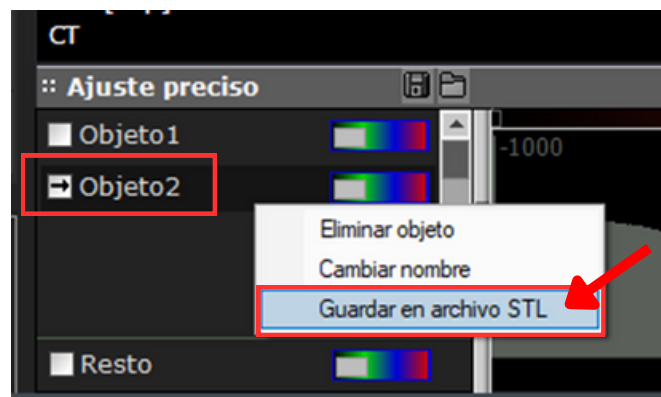 CT
:: Ajuste preciso
Objeto1
-1000
Objeto2
Eliminar objeto
Cambiar nombre
Guardar en archivo STL
Resto